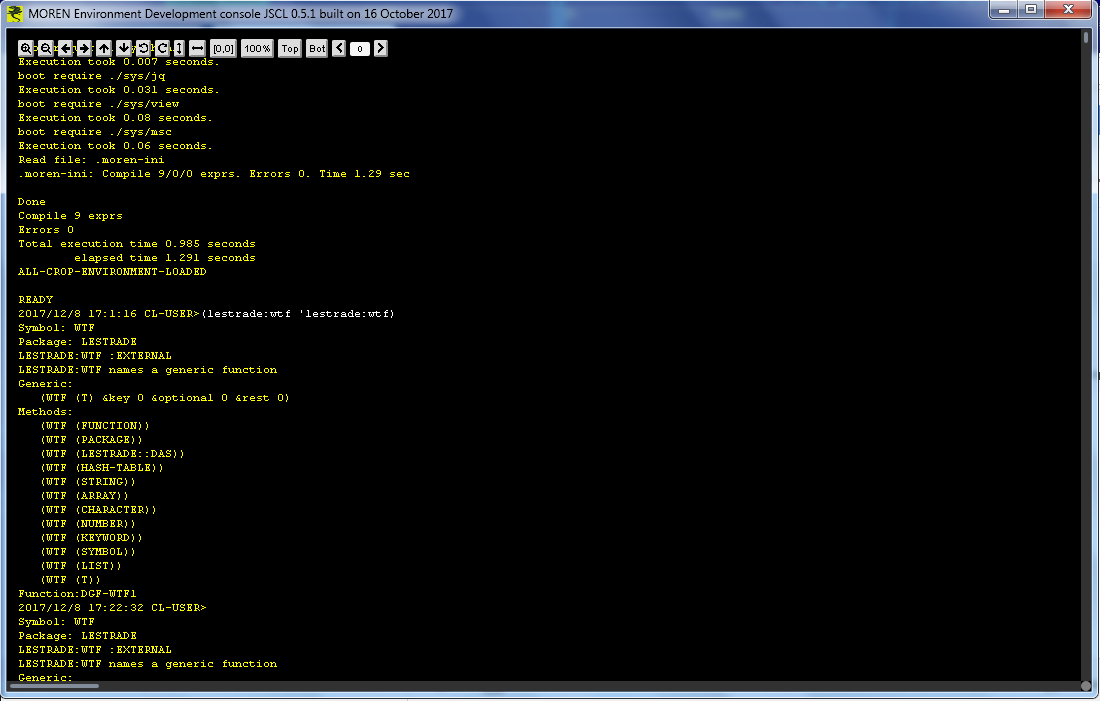 MOREN Environment Development console JSCL 0.5.1 built on 16 October 2017
[0,0] 100% Top Bot 0
Execution took 0.007 seconds.
boot require ./sys/jq
Execution took 0.031 seconds.
boot require ./sys/view
Execution took 0.08 seconds.
boot require ./sys/msc
Execution took 0.06 seconds.
Read file: .moren-ini
.moren-ini: Compile 9/0/0 exprs. Errors 0. Time 1.29 sec
Done
Compile 9 exprs
Errors 0
Total execution time 0.985 seconds
elapsed time 1.291 seconds
ALL-CROP-ENVIRONMENT-LOADED
READY
2017/12/8 17:1:16 CL-USER>(lestrade:wtf 'lestrade:wtf)
Symbol: WTF
Package: LESTRADE
LESTRADE:WTF :EXTERNAL
LESTRADE:WTF names a generic function
Generic:
(WTF (T) &key 0 &optional 0 &rest 0)
Methods:
(WTF (FUNCTION))
(WTF (PACKAGE))
(WTF (LESTRADE::DAS))
(WTF (HASH-TABLE))
(WTF (STRING))
(WTF (ARRAY))
(WTF (CHARACTER))
(WTF (NUMBER))
(WTF (KEYWORD))
(WTF (SYMBOL))
(WTF (LIST))
(WTF (T))
Function:DGF-WTF1
2017/12/8 17:22:32 CL-USER>
Symbol: WTF
Package: LESTRADE
LESTRADE:WTF :EXTERNAL
LESTRADE:WTF names a generic function
Generic: